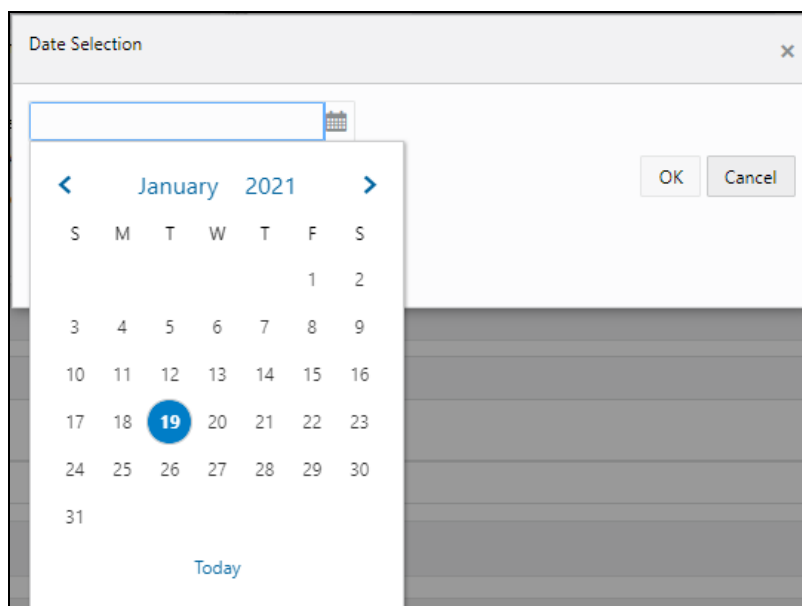 Date Selection
OK Cancel
January 2021
S M T W T F S
1 2
3 4 5 6 7 8 9
10 11 12 13 14 15 16
17 18 19 20 21 22 23
24 25 26 27 28 29 30
31
Today